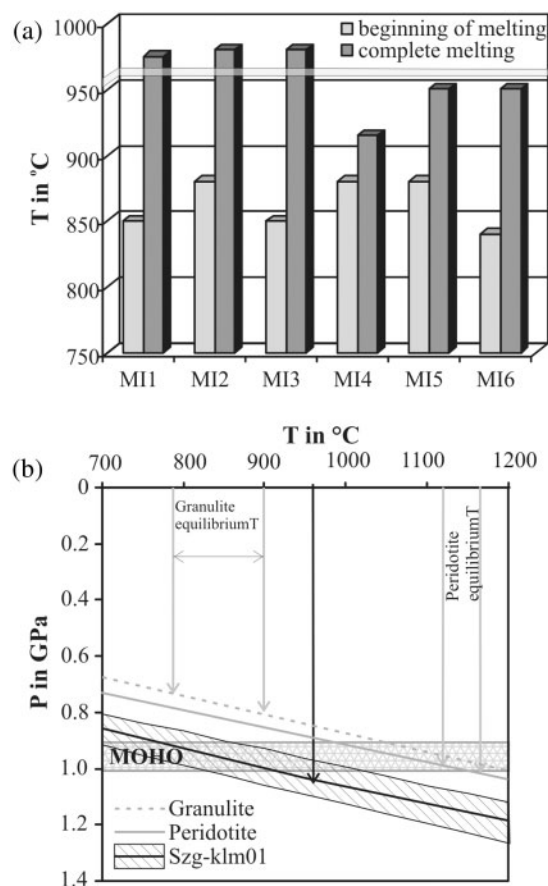 (a)
1000
950
900
850
800
750
T in °C
beginning of melting
complete melting
MI1 MI2 MI3 MI4 MI5 MI6
(b)
T in °C
700 800 900 1000 1100 1200
0
0.2
0.4
0.6
0.8
1.0
1.2
1.4
P in GPa
Granulite
equilibriumT
Peridotite
equilibriumT
MOHO
Granulite
Peridotite
Szg-klm01